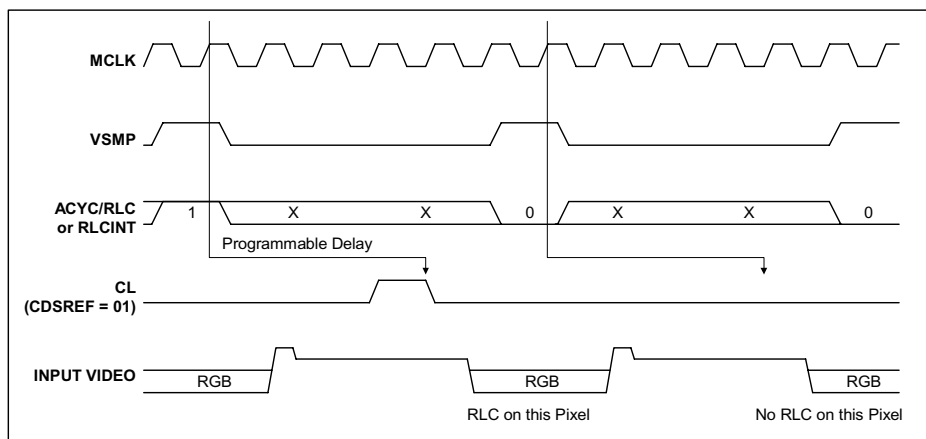 MCLK
VSMP
ACYC/RLC
or RLCINT
1 X X 0 X X 0
Programmable Delay
CL
(CDSREF = 01)
INPUT VIDEO
RGB RGB RGB
RLC on this Pixel No RLC on this Pixel